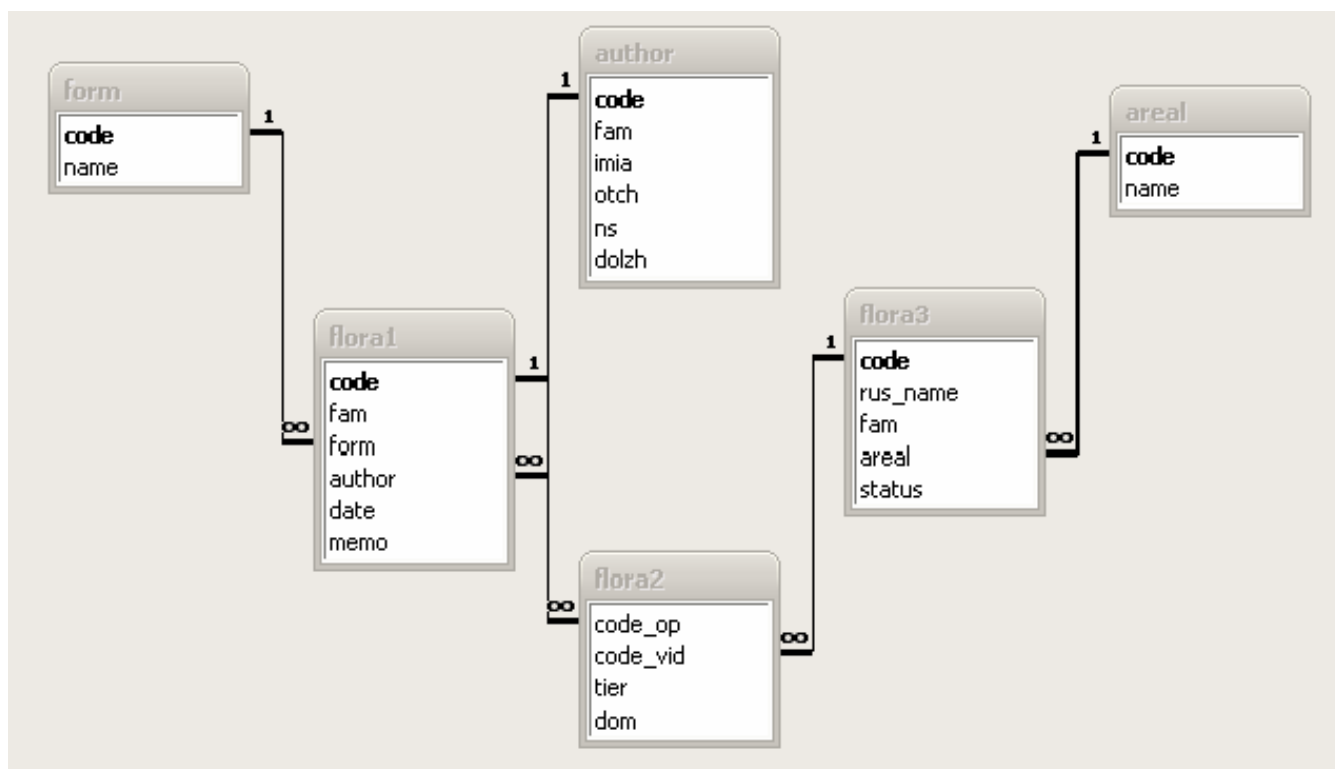 form
code
name
1
author
code
fam
imia
otch
ns
dolzh
1
areal
code
name
1
flora1
code
fam
form
author
date
memo
∞
1
∞
flora3
code
rus_name
fam
areal
status
1
∞
flora2
code_op
code_vid
tier
dom
∞
∞